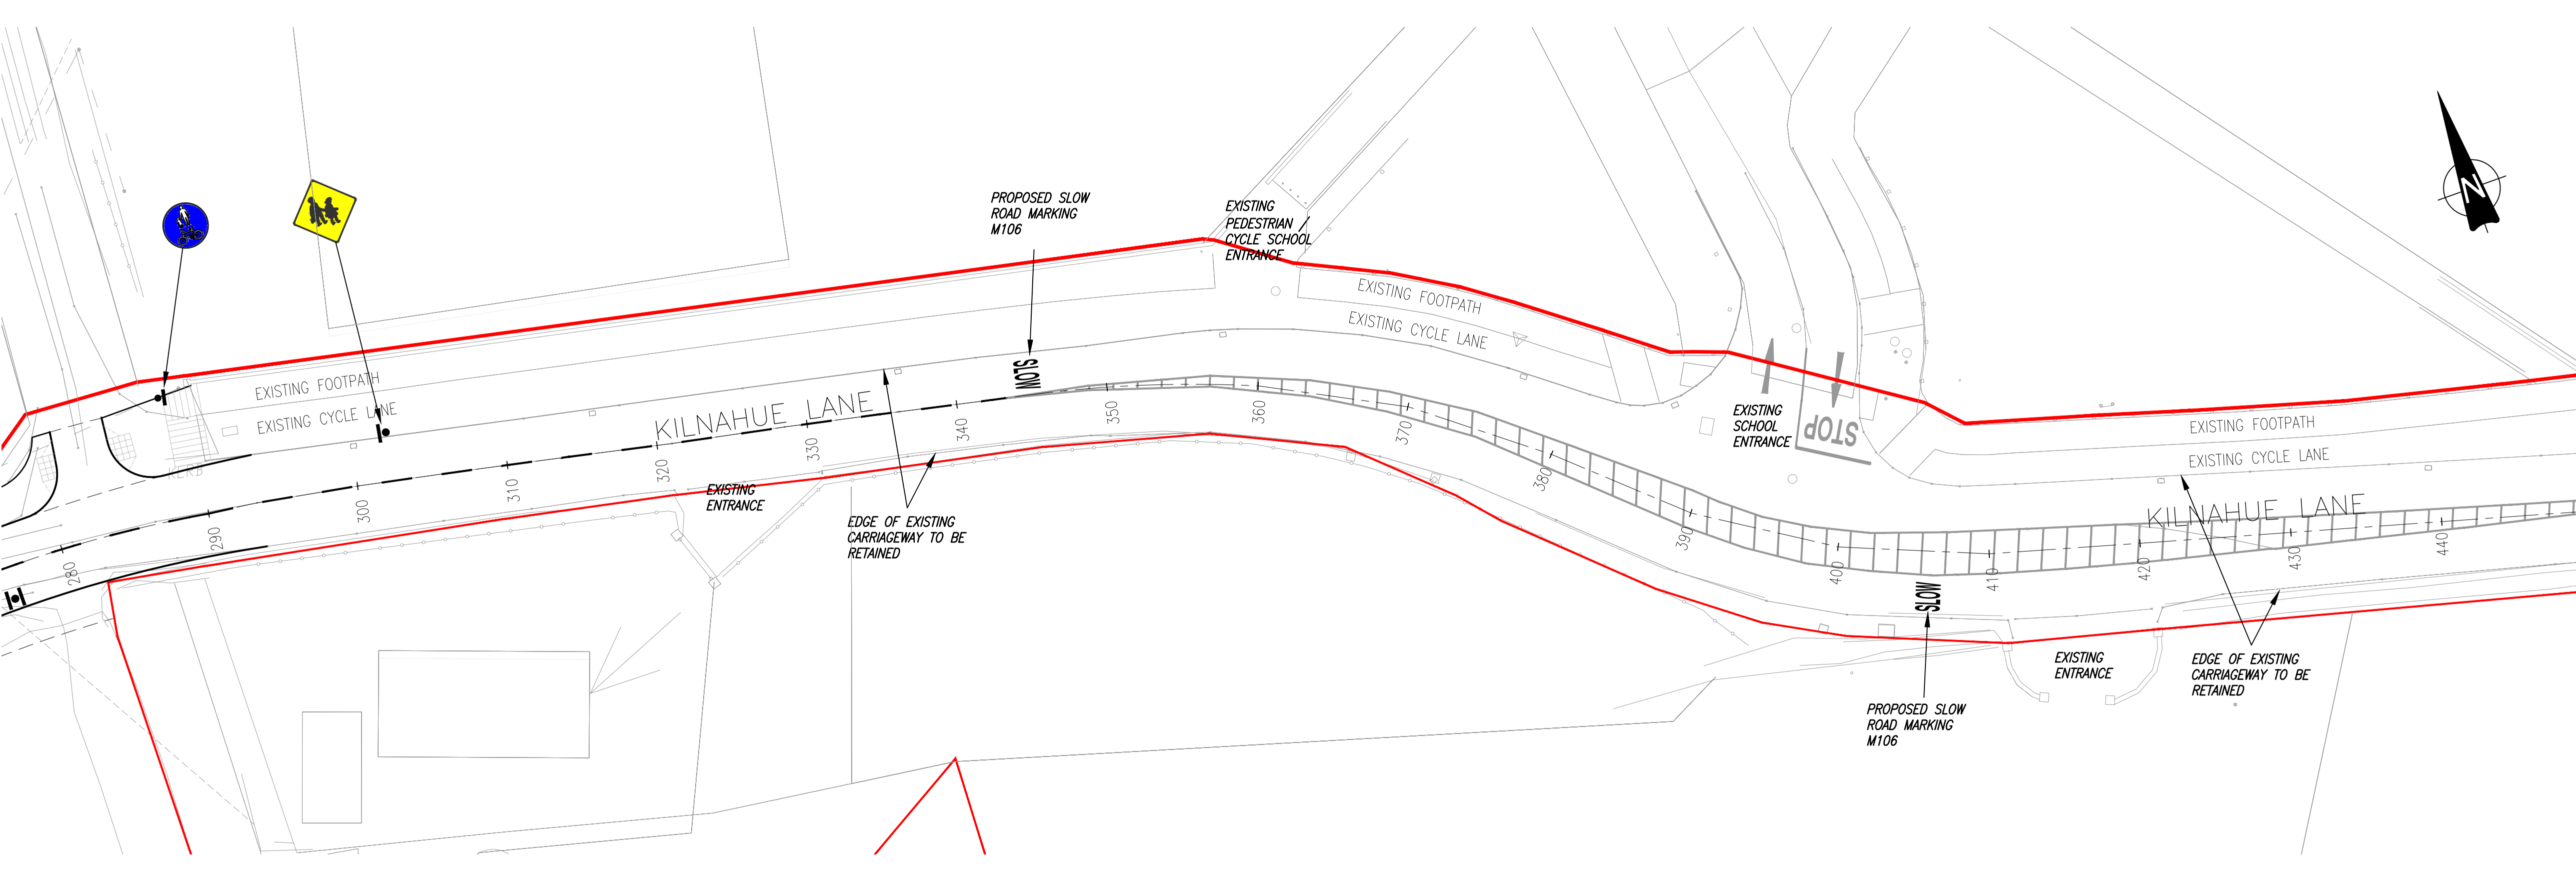 PROPOSED SLOW
ROAD MARKING
M106
EXISTING
PEDESTRIAN /
CYCLE SCHOOL
ENTRANCE
N
EXISTING FOOTPATH
EXISTING CYCLE LANE
SLOW
EXISTING FOOTPATH
EXISTING CYCLE LANE
KILNAHUE LANE
EXISTING
SCHOOL
ENTRANCE
STOP
EXISTING FOOTPATH
EXISTING CYCLE LANE
KILNAHUE LANE
KERB
280
290
300
310
320
330
340
350
360
370
380
390
400
410
420
430
440
EXISTING
ENTRANCE
EDGE OF EXISTING
CARRIAGEWAY TO BE
RETAINED
SLOW
PROPOSED SLOW
ROAD MARKING
M106
EXISTING
ENTRANCE
EDGE OF EXISTING
CARRIAGEWAY TO BE
RETAINED